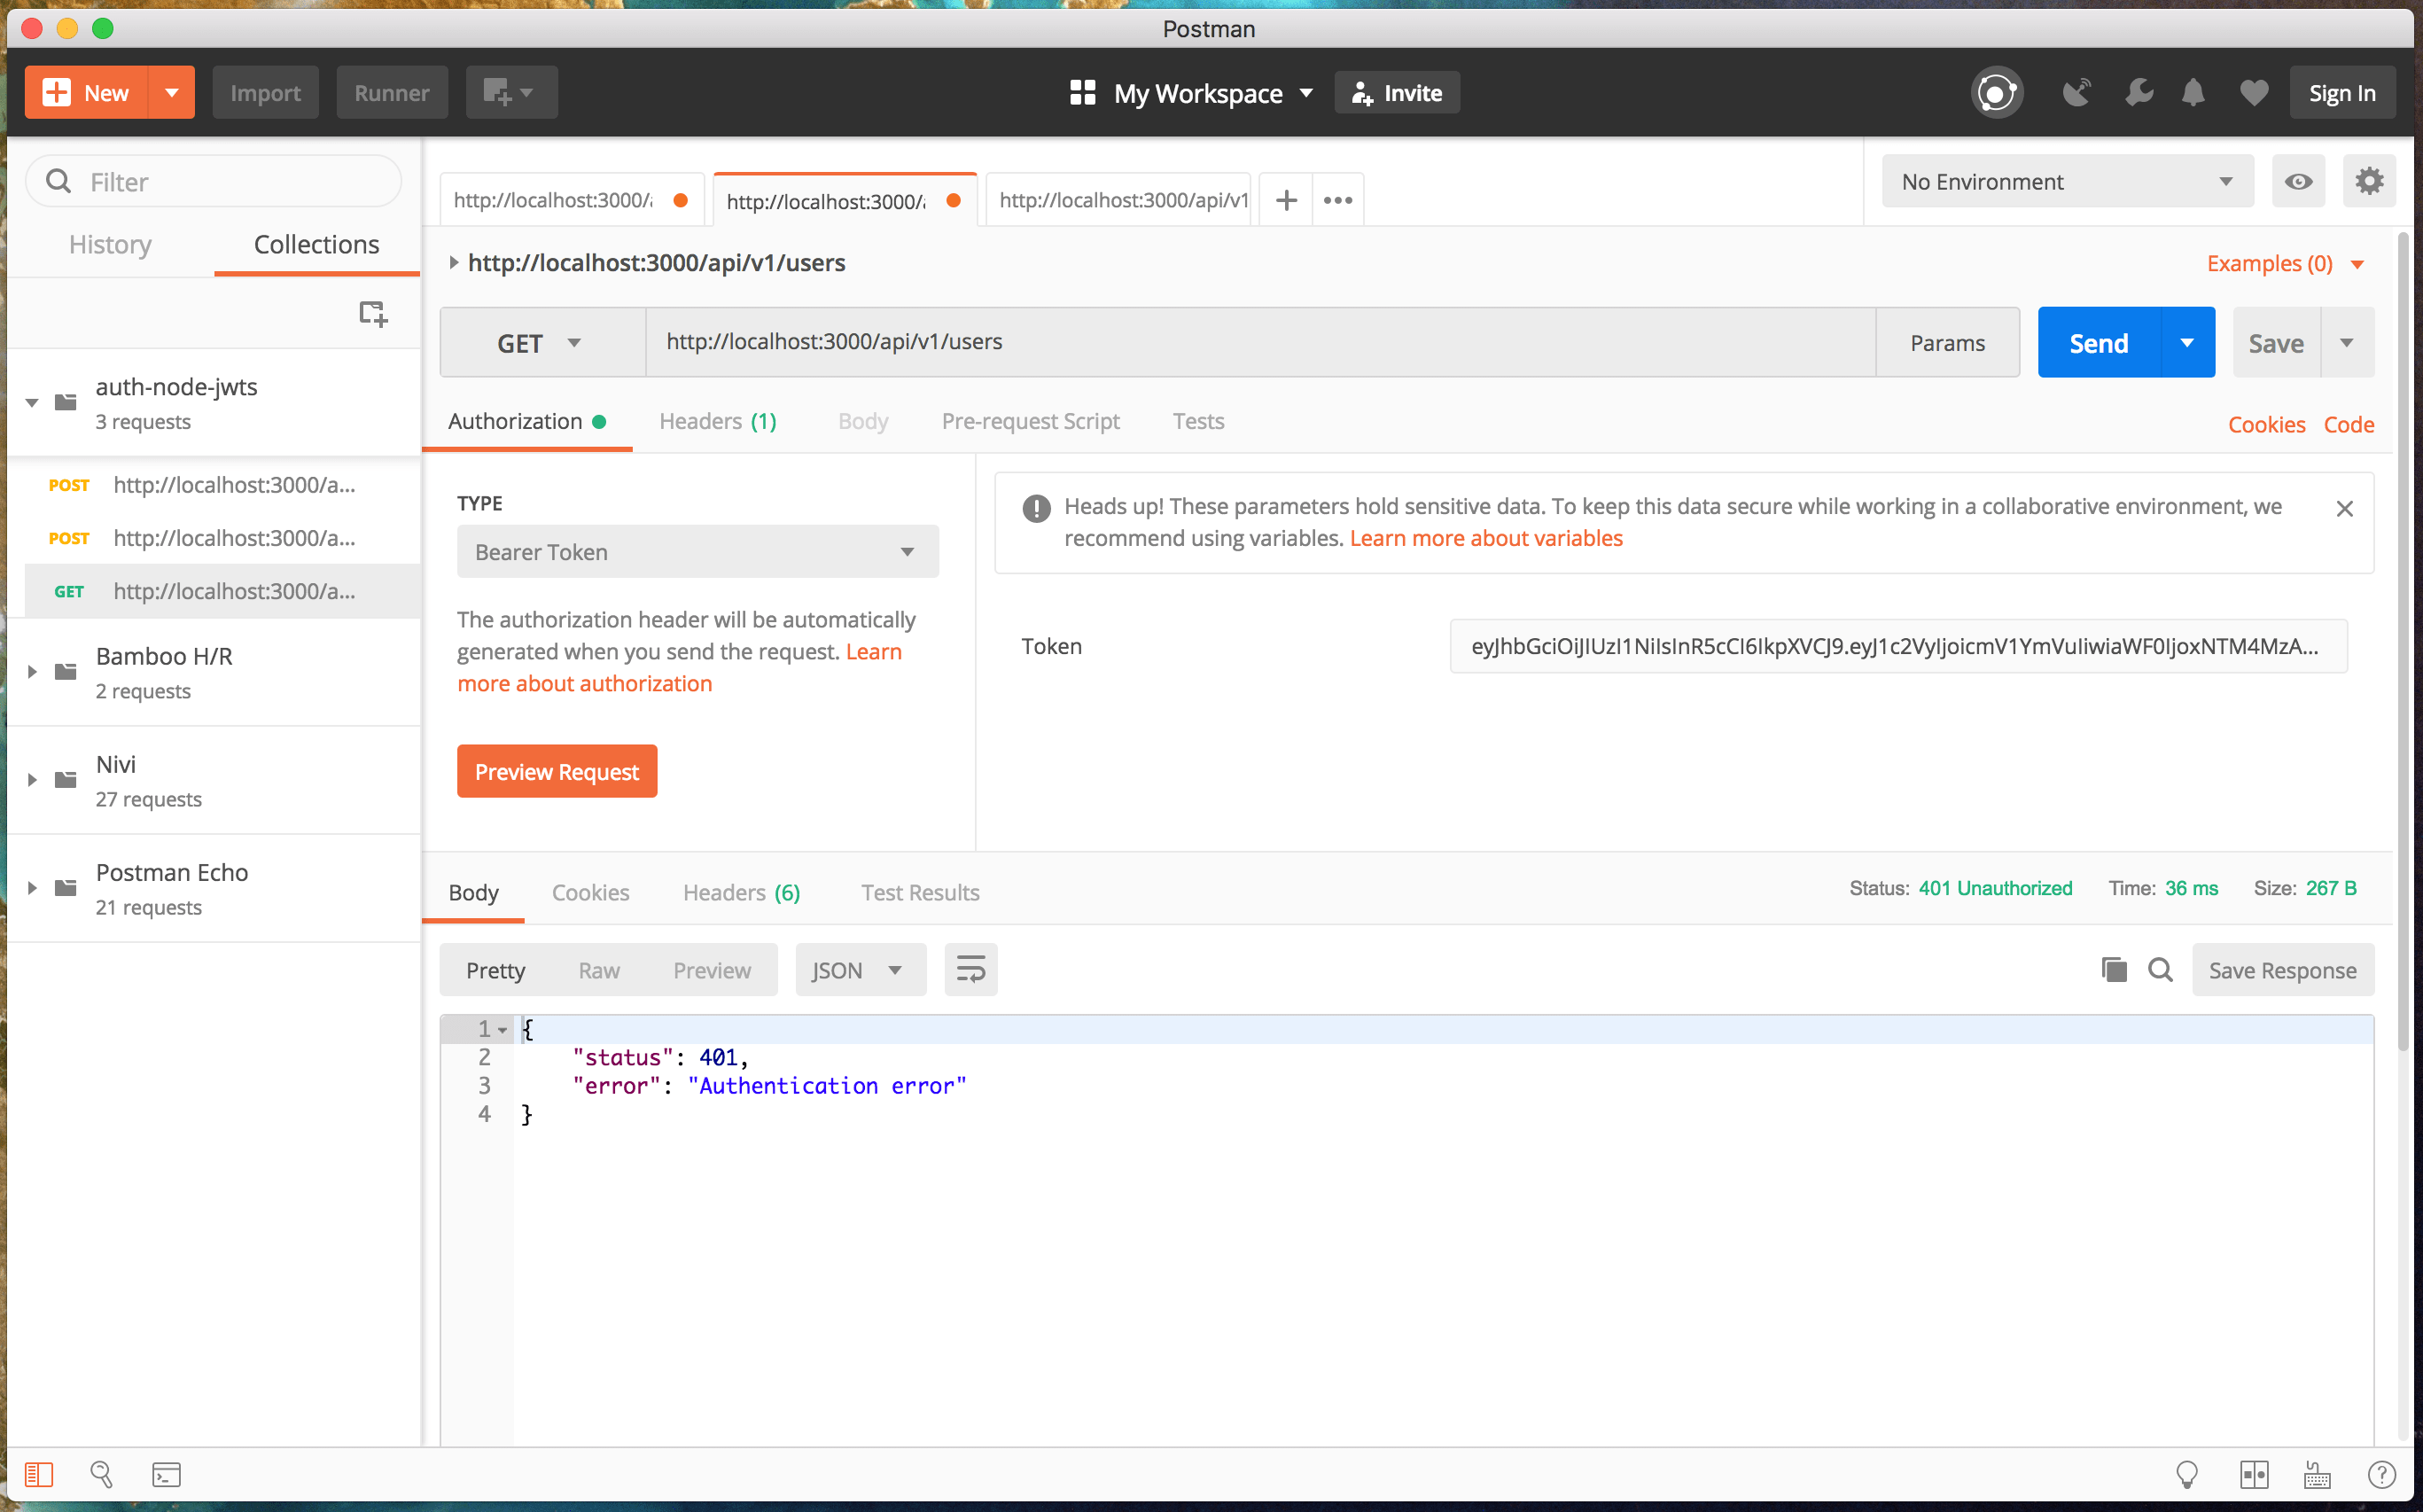 Postman
New
Import
Runner
My Workspace
Invite
Sign In
Filter
History
Collections
auth-node-jwts
3 requests
POST http://localhost:3000/a...
POST http://localhost:3000/a...
GET http://localhost:3000/a...
Bamboo H/R
2 requests
Nivi
27 requests
Postman Echo
21 requests
http://localhost:3000/a
http://localhost:3000/a
http://localhost:3000/api/v1
No Environment
http://localhost:3000/api/v1/users
Examples (0)
GET
http://localhost:3000/api/v1/users
Params
Send
Save
Authorization
Headers (1)
Body
Pre-request Script
Tests
Cookies
Code
TYPE
Bearer Token
The authorization header will be automatically
generated when you send the request. Learn
more about authorization
Preview Request
Heads up! These parameters hold sensitive data. To keep this data secure while working in a collaborative environment, we
recommend using variables. Learn more about variables
Token
eyJhbGciOiJIUzI1NiIsInR5cCI6IkpXVCJ9.eyJ1c2VyIjoicmV1YmVuIiwiaWF0IjoxNTM4MzA...
Body
Cookies
Headers (6)
Test Results
Status: 401 Unauthorized
Time: 36 ms
Size: 267 B
Pretty
Raw
Preview
JSON
Save Response
1 {
2 "status": 401,
3 "error": "Authentication error"
4 }